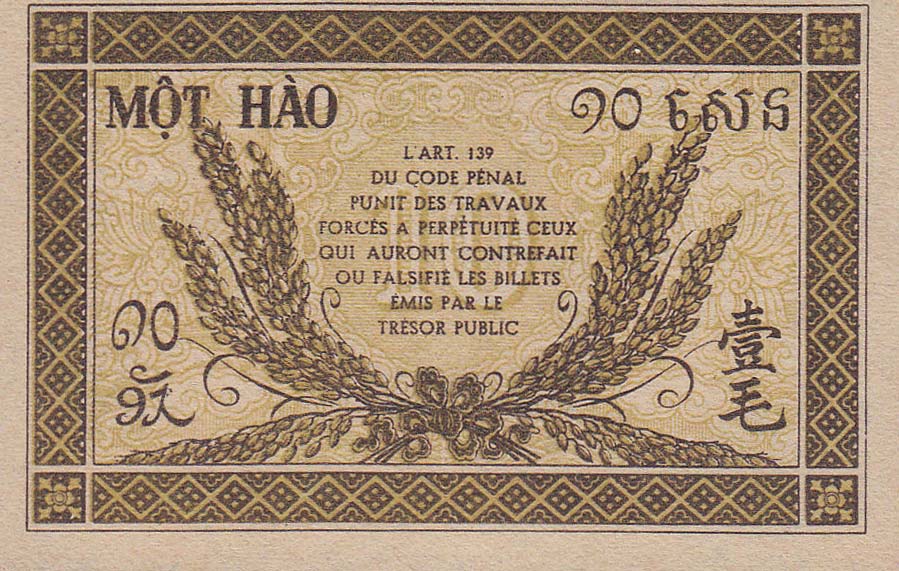 MỘT HÀO
១០ សេន
L'ART. 139
DU CODE PÉNAL
PUNIT DES TRAVAUX
FORCÉS A PERPÉTUITÉ CEUX
QUI AURONT CONTREFAIT
OU FALSIFIÉ LES BILLETS
ÉMIS PAR LE
TRÉSOR PUBLIC
໑໐
壹
毛